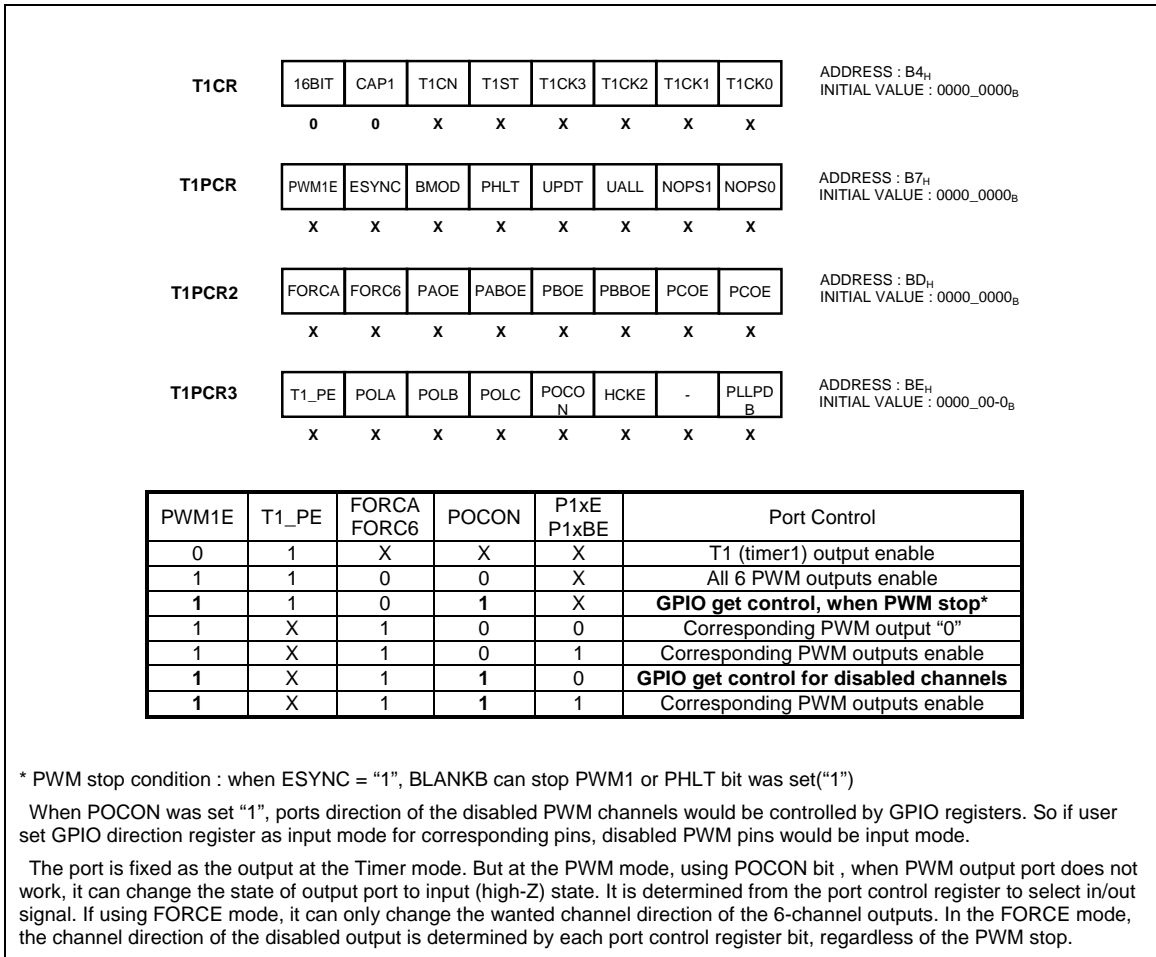 T1CR 16BIT CAP1 T1CN T1ST T1CK3 T1CK2 T1CK1 T1CK0 ADDRESS : B4H
INITIAL VALUE : 0000_0000B
0 0 X X X X X X
T1PCR PWM1E ESYNC BMOD PHLT UPDT UALL NOPS1 NOPS0 ADDRESS : B7H
INITIAL VALUE : 0000_0000B
X X X X X X X X
T1PCR2 FORCA FORC6 PAOE PABOE PBOE PBBOE PCOE PCOE ADDRESS : BDH
INITIAL VALUE : 0000_0000B
X X X X X X X X
T1PCR3 T1_PE POLA POLB POLC POCO
N HCKE - PLLPD
B ADDRESS : BEH
INITIAL VALUE : 0000_00-0B
X X X X X X X X
PWM1E T1_PE FORCA
FORC6 POCON P1xE
P1xBE Port Control
0 1 X X X T1 (timer1) output enable
1 1 0 0 X All 6 PWM outputs enable
1 1 0 1 X GPIO get control, when PWM stop*
1 X 1 0 0 Corresponding PWM output “0”
1 X 1 0 1 Corresponding PWM outputs enable
1 X 1 1 0 GPIO get control for disabled channels
1 X 1 1 1 Corresponding PWM outputs enable
* PWM stop condition : when ESYNC = “1”, BLANKB can stop PWM1 or PHLT bit was set(“1”)
When POCON was set “1”, ports direction of the disabled PWM channels would be controlled by GPIO registers. So if user
set GPIO direction register as input mode for corresponding pins, disabled PWM pins would be input mode.
The port is fixed as the output at the Timer mode. But at the PWM mode, using POCON bit , when PWM output port does not
work, it can change the state of output port to input (high-Z) state. It is determined from the port control register to select in/out
signal. If using FORCE mode, it can only change the wanted channel direction of the 6-channel outputs. In the FORCE mode,
the channel direction of the disabled output is determined by each port control register bit, regardless of the PWM stop.